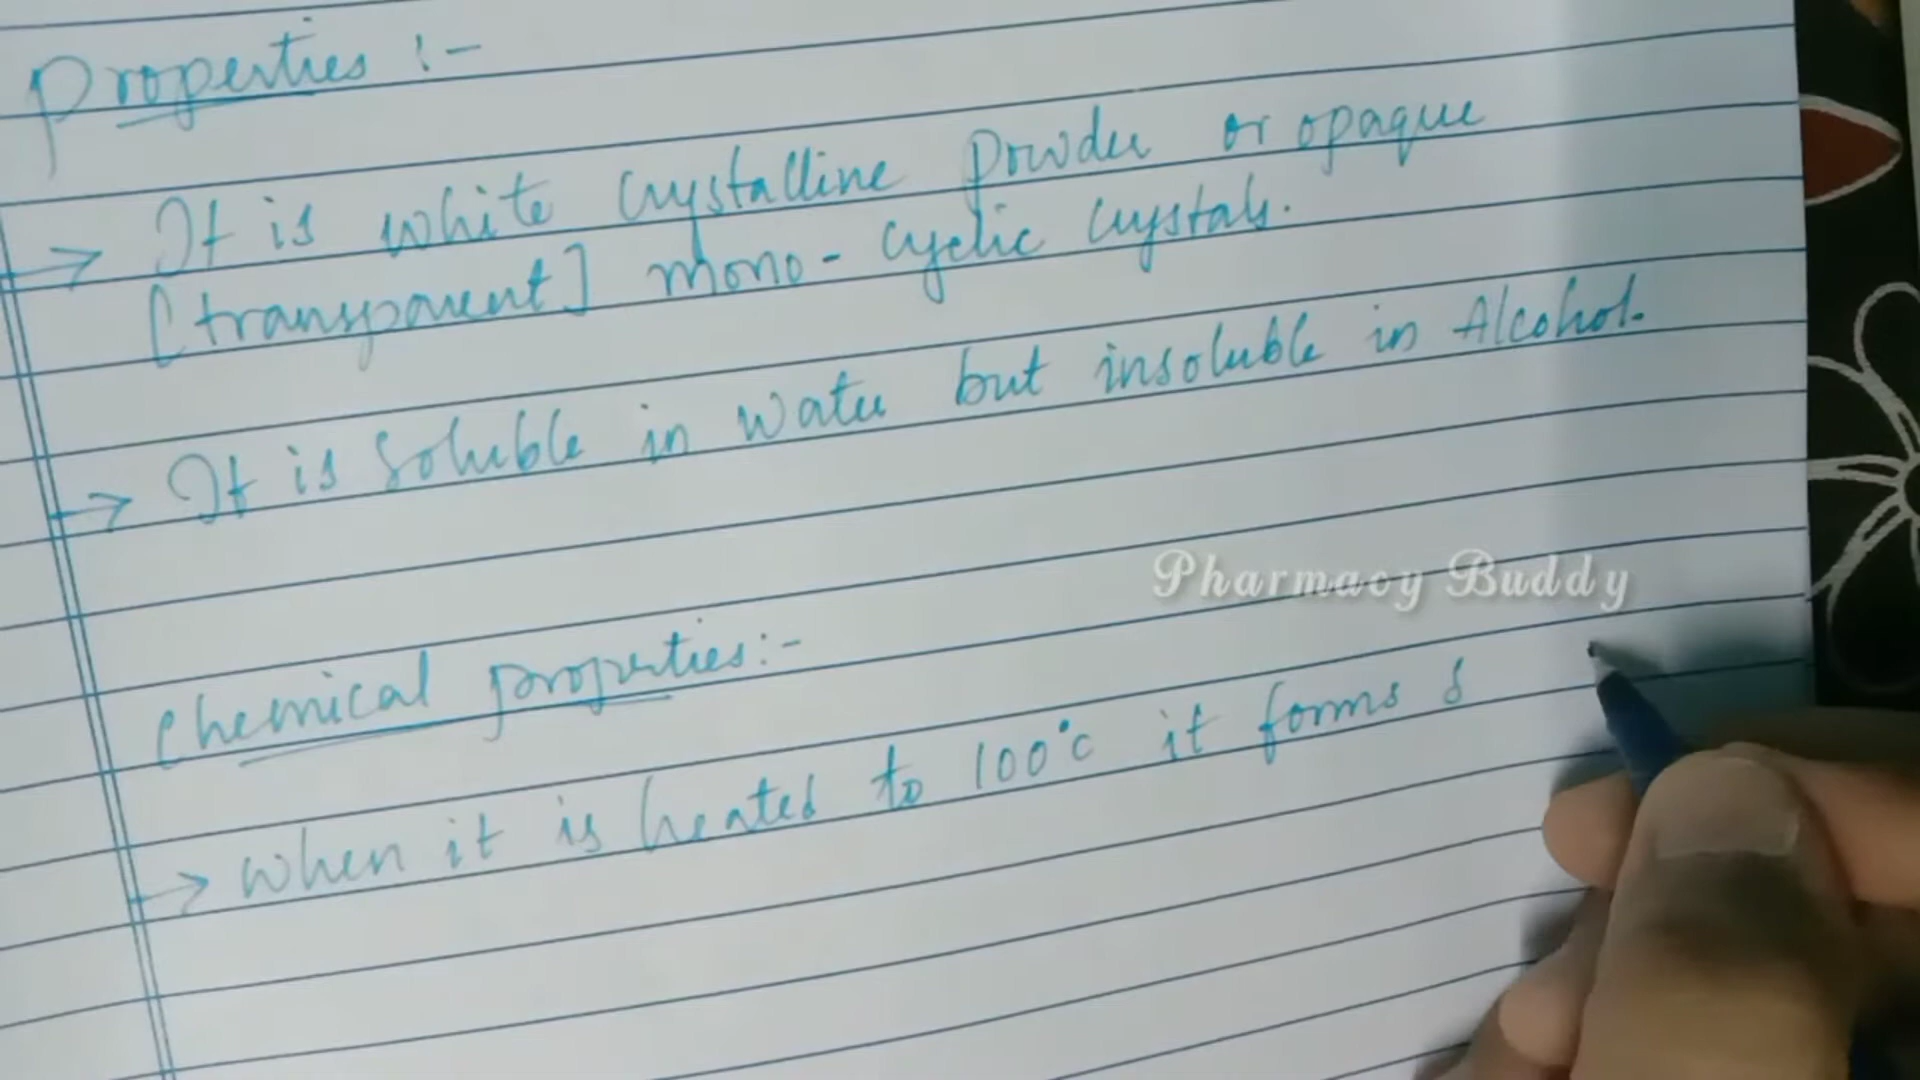 Properties :-
→ It is white crystalline powder or opaque
[transparent] mono-cyclic crystals.
→ It is soluble in water but insoluble in Alcohol.
Pharmacy Buddy
Chemical properties:-
→ When it is heated to 100°c it forms s